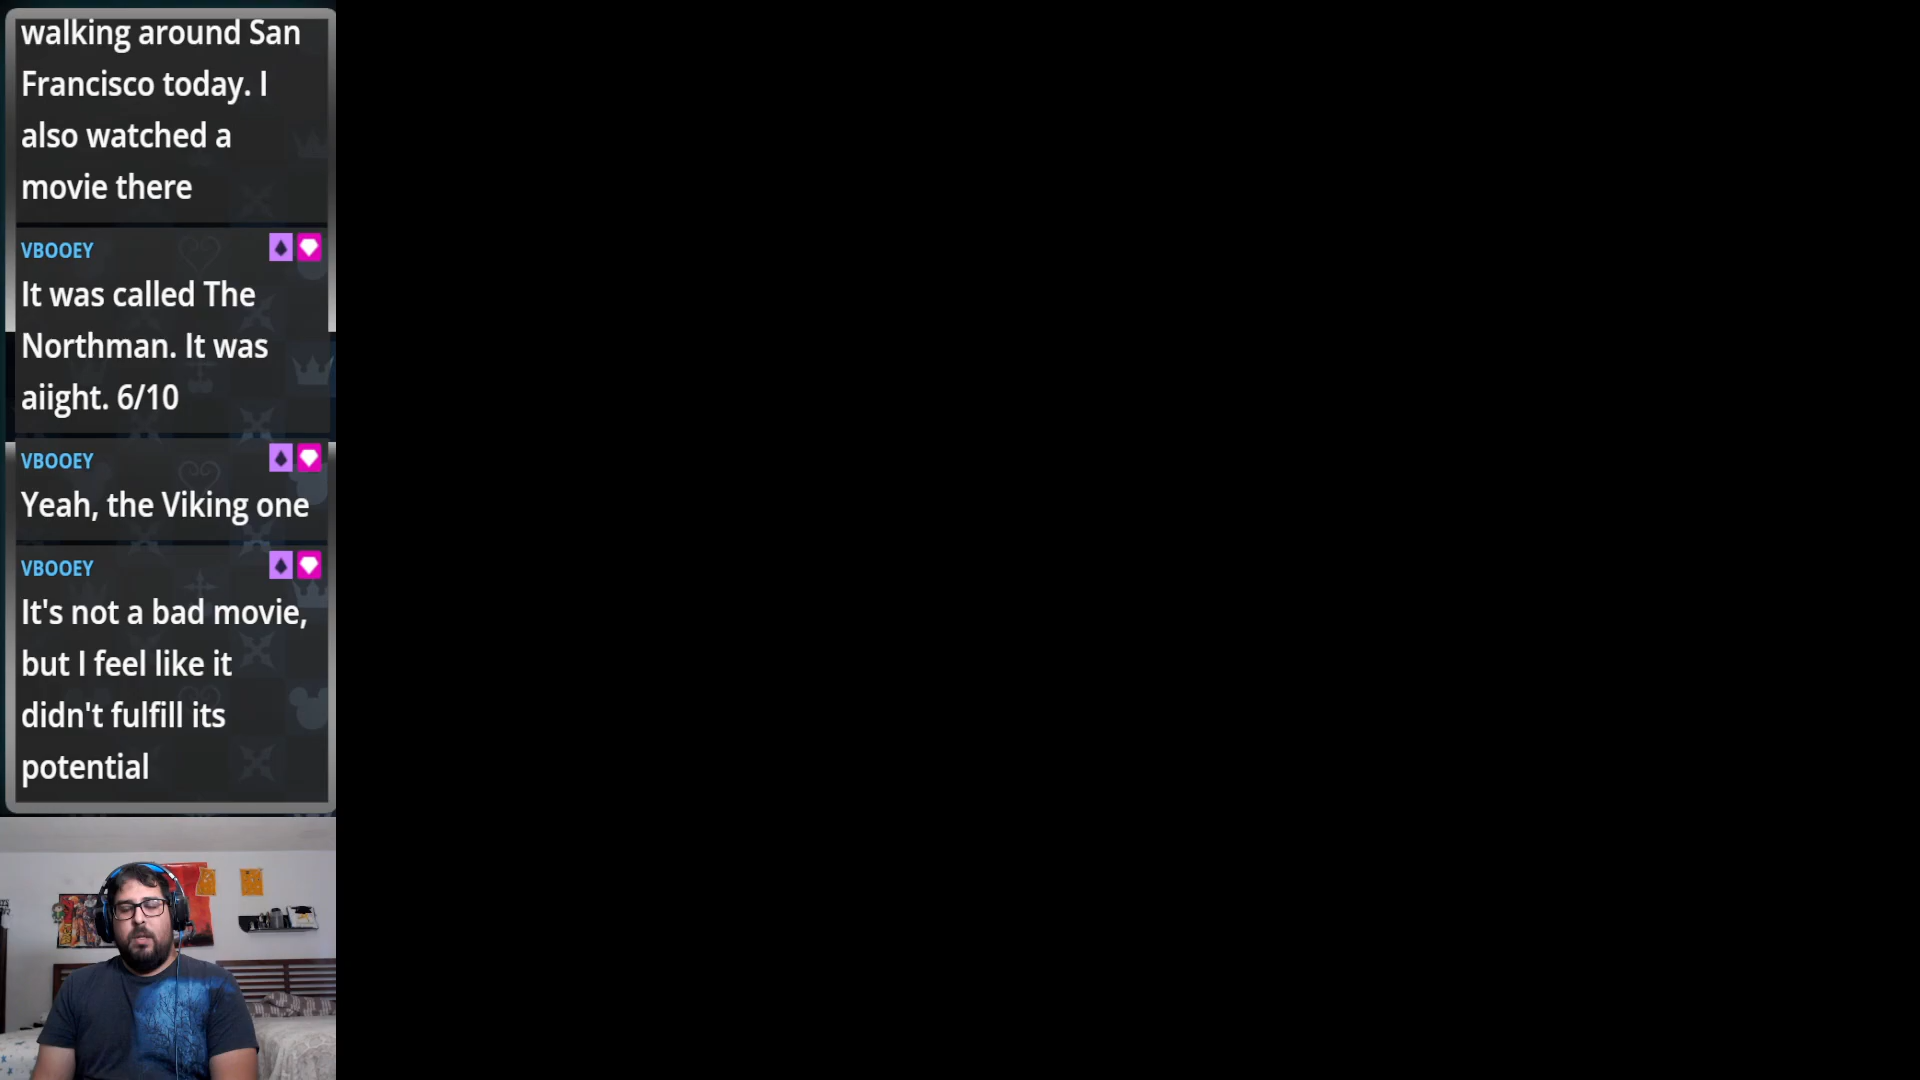 walking around San
Francisco today. I
also watched a
movie there
VBOOEY
It was called The
Northman. It was
aiight. 6/10
VBOOEY
Yeah, the Viking one
VBOOEY
It's not a bad movie,
but I feel like it
didn't fulfill its
potential